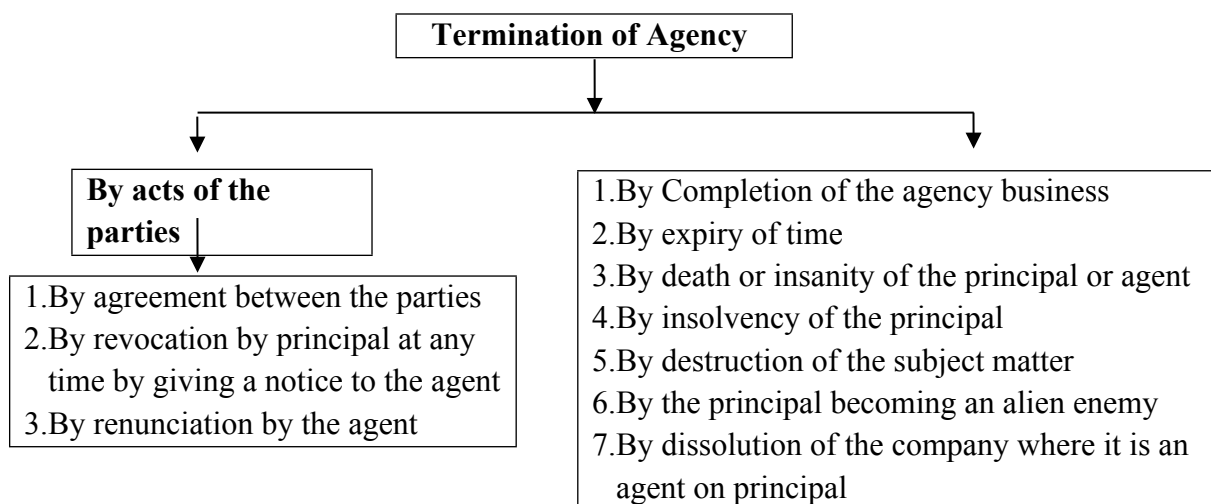 Termination of Agency
By acts of the
parties
1.By agreement between the parties
2.By revocation by principal at any
time by giving a notice to the agent
3.By renunciation by the agent
1.By Completion of the agency business
2.By expiry of time
3.By death or insanity of the principal or agent
4.By insolvency of the principal
5.By destruction of the subject matter
6.By the principal becoming an alien enemy
7.By dissolution of the company where it is an
agent on principal